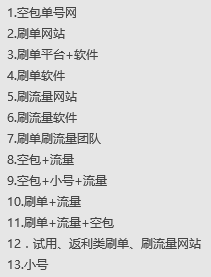 1.空包单号网
2.刷单网站
3.刷单平台+软件
4.刷单软件
5.刷流量网站
6.刷流量软件
7.刷单刷流量团队
8.空包+流量
9.空包+小号+流量
10.刷单+流量
11.刷单+流量+空包
12．试用、返利类刷单、刷流量网站
13.小号